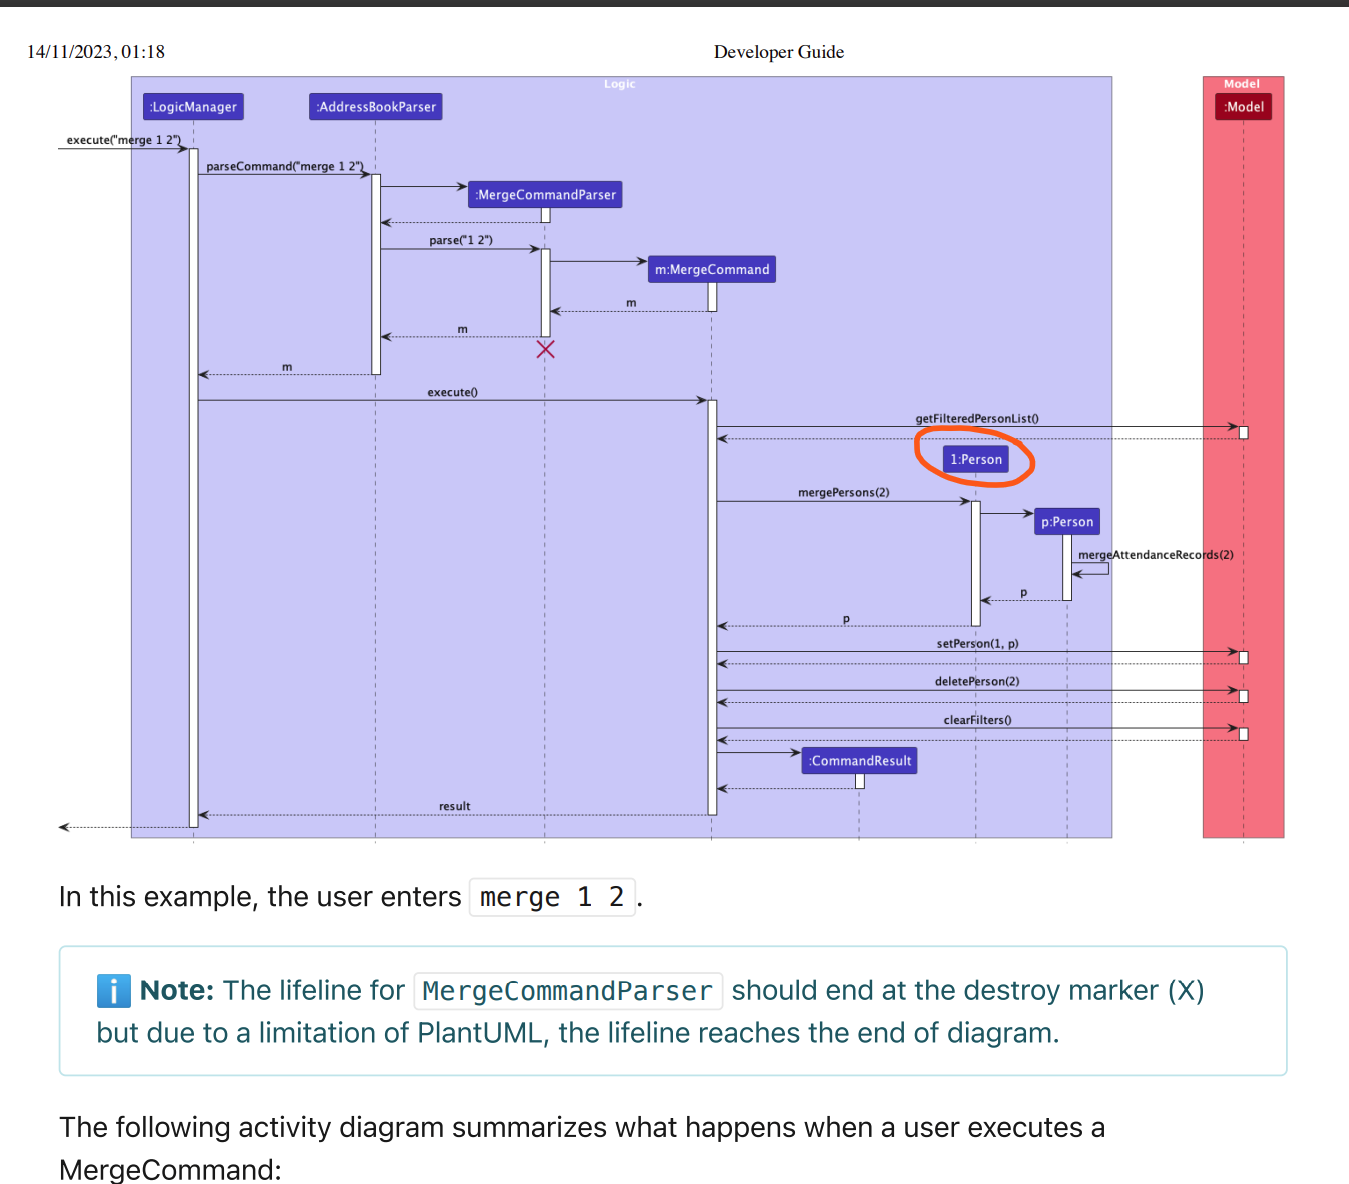 14/11/2023, 01:18 Developer Guide
Logic Model
:LogicManager :AddressBookParser :Model
execute("merge 1 2")
parseCommand("merge 1 2")
:MergeCommandParser
parse("1 2")
m:MergeCommand
m
m
m
execute()
getFilteredPersonList()
1:Person
mergePersons(2)
p:Person
mergeAttendanceRecords(2)
p
p
setPerson(1, p)
deletePerson(2)
clearFilters()
:CommandResult
result
In this example, the user enters merge 1 2.
i Note: The lifeline for MergeCommandParser should end at the destroy marker (X)
but due to a limitation of PlantUML, the lifeline reaches the end of diagram.
The following activity diagram summarizes what happens when a user executes a
MergeCommand: